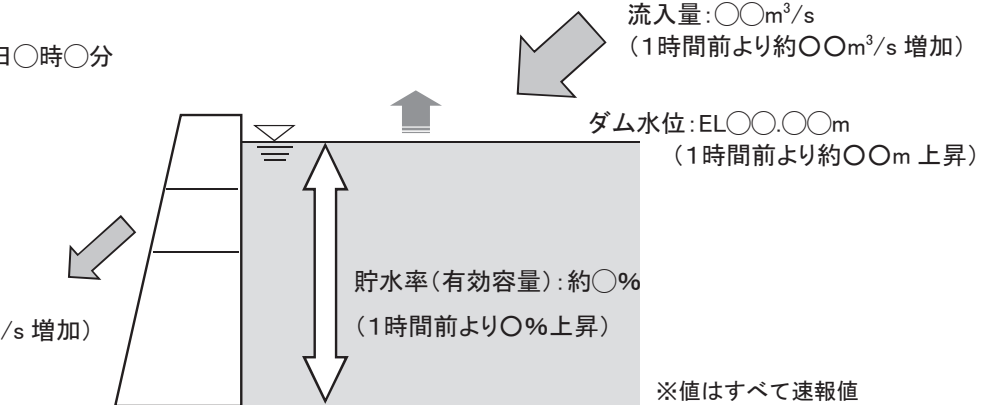 流入量:○○m³/s
(1時間前より約○○m³/s 増加)
日○時○分
ダム水位:EL○○.○○m
(1時間前より約○○m 上昇)
貯水率(有効容量):約○%
(1時間前より○%上昇)
/s 増加)
※値はすべて速報値